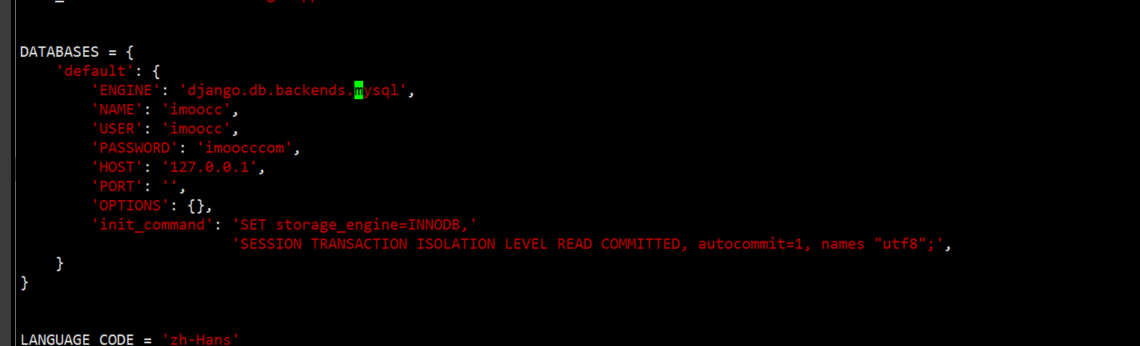 DATABASES = {
    'default': {
        'ENGINE': 'django.db.backends.mysql',
        'NAME': 'imoocc',
        'USER': 'imoocc',
        'PASSWORD': 'imoocccom',
        'HOST': '127.0.0.1',
        'PORT': '',
        'OPTIONS': {},
        'init_command': 'SET storage_engine=INNODB,'
                        'SESSION TRANSACTION ISOLATION LEVEL READ COMMITTED, autocommit=1, names "utf8";',
    }
}
LANGUAGE_CODE = 'zh-Hans'